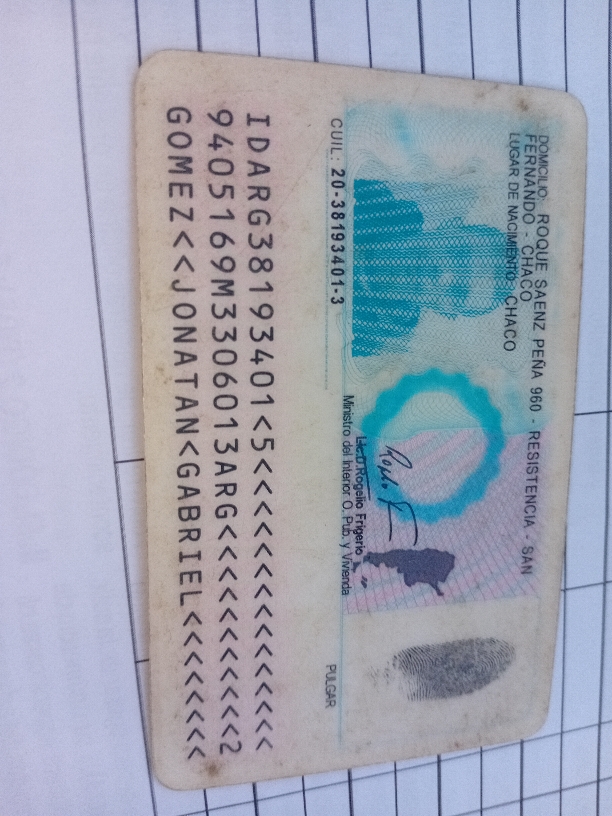 DOMICILIO: ROQUE SAENZ PEÑA 960 - RESISTENCIA - SAN
FERNANDO - CHACO
LUGAR DE NACIMIENTO: CHACO
Lic. D. Rogelio Frigerio
Ministro del Interior O. Pub. y Vivienda
CUIL: 20-38193401-3
PULGAR
IDARG38193401<5<<<<<<<<<<<<<<<
9405169M3306013ARG<<<<<<<<<<<2
GOMEZ<<JONATAN<GABRIEL<<<<<<<<